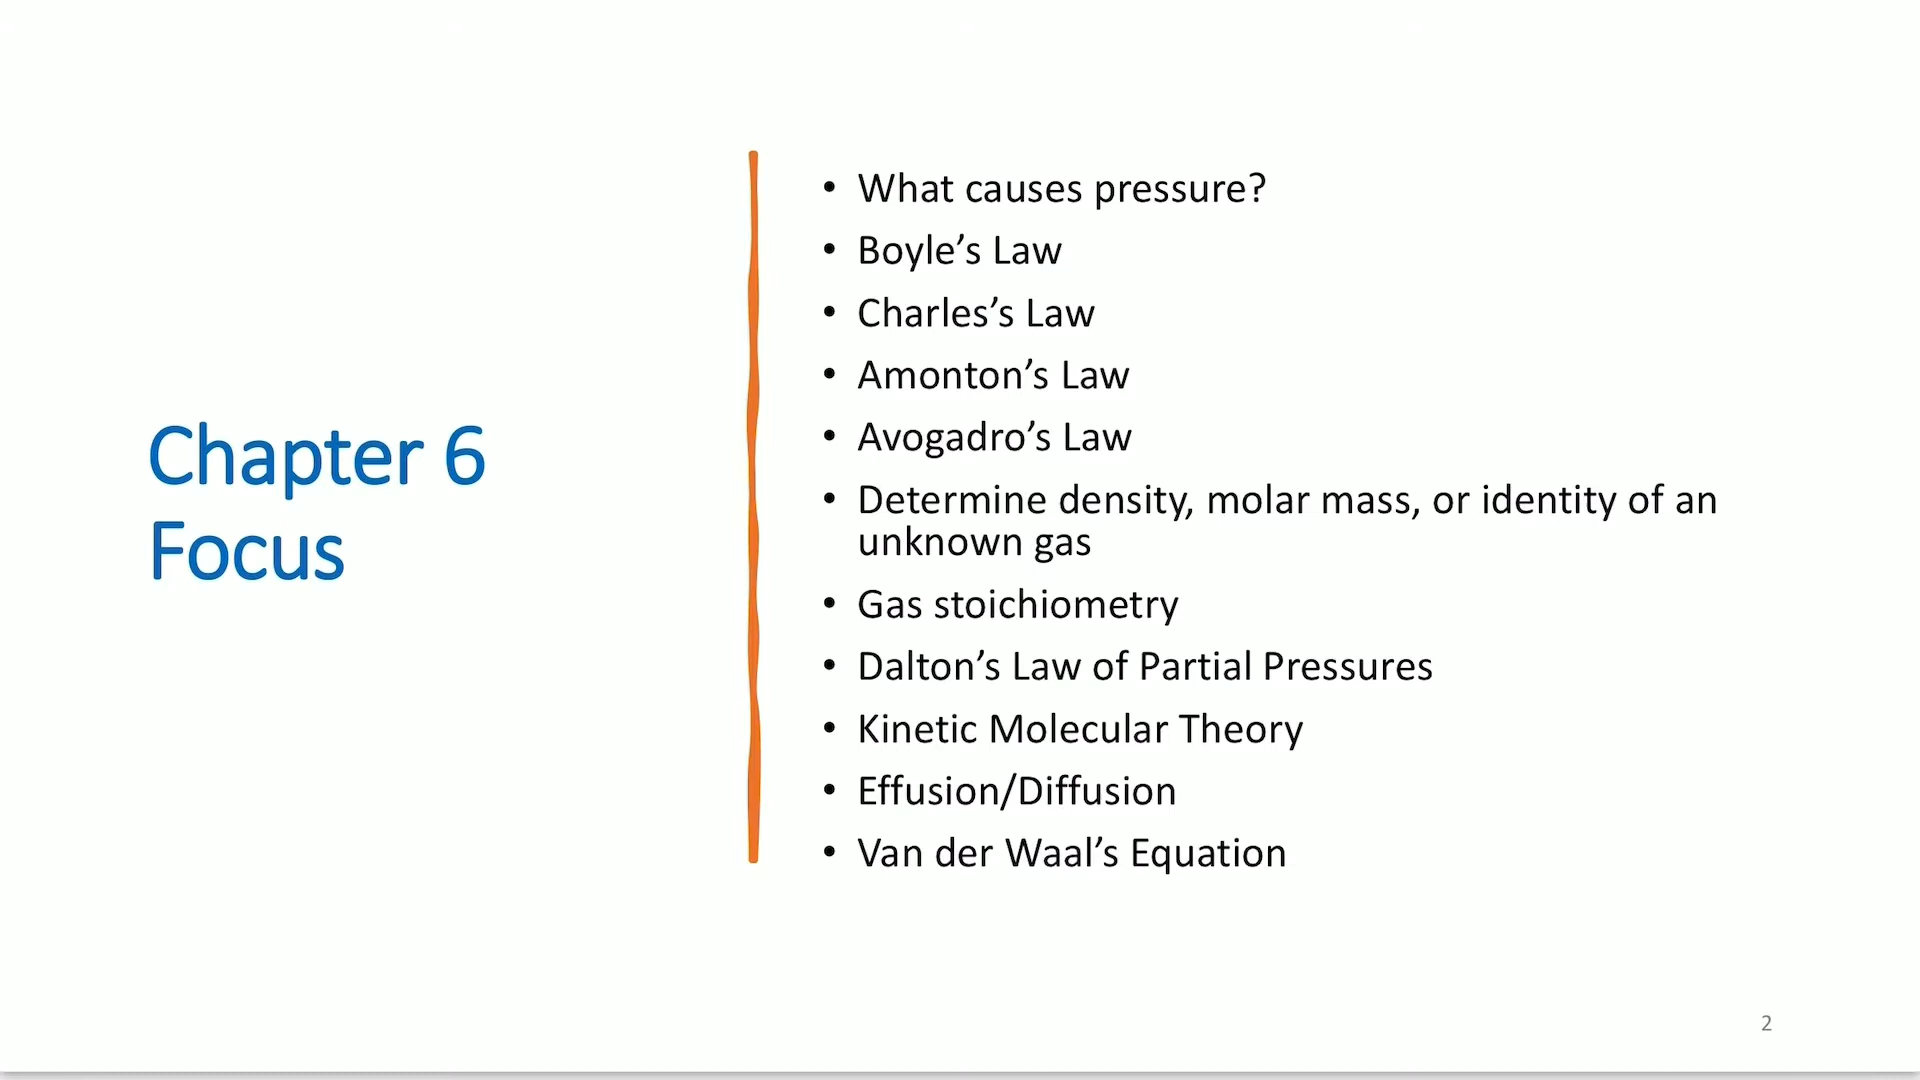 Chapter 6
Focus
• What causes pressure?
• Boyle’s Law
• Charles’s Law
• Amonton’s Law
• Avogadro’s Law
• Determine density, molar mass, or identity of an
unknown gas
• Gas stoichiometry
• Dalton’s Law of Partial Pressures
• Kinetic Molecular Theory
• Effusion/Diffusion
• Van der Waal’s Equation
2